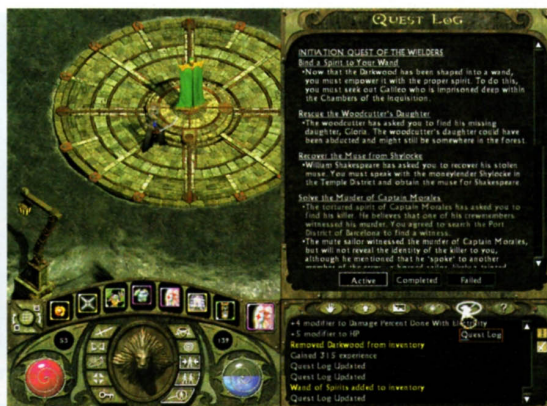 QUEST LOG
INITIATION QUEST OF THE WIELDERS
Bind a Spirit to Your Wand
•Now that the Darkwood has been shaped into a wand,
you must empower it with the proper spirit. To do this,
you must seek out Galileo who is imprisoned deep within
the Chambers of the Inquisition.
Rescue the Woodcutter's Daughter
•The woodcutter has asked you to find his missing
daughter, Gloria. The woodcutter's daughter could have
been abducted and might still be somewhere in the forest.
Recover the Muse from Shylocke
•William Shakespeare has asked you to recover his stolen
muse. You must speak with the moneylender Shylocke in
the Temple District and obtain the muse for Shakespeare.
Solve the Murder of Captain Morales
•The tortured spirit of Captain Morales has asked you to
find his killer. He believes that one of his crewmembers
witnessed his murder. You agreed to search the Port
District of Barcelona to find a witness.
•The mute sailor witnessed the murder of Captain Morales,
but will not reveal the identity of the killer to you,
although he mentioned that he 'spoke' to another
Active Completed Failed
53
139
+4 modifier to Damage Percent Done With Electricity
+5 modifier to HP
Quest Log
Removed Darkwood from inventory
Gained 315 experience
Quest Log Updated
Quest Log Updated
Wand of Spirits added to inventory
Quest Log Updated